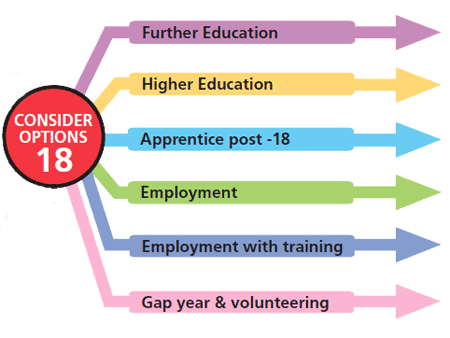 CONSIDER
OPTIONS
18
Further Education
Higher Education
Apprentice post -18
Employment
Employment with training
Gap year & volunteering